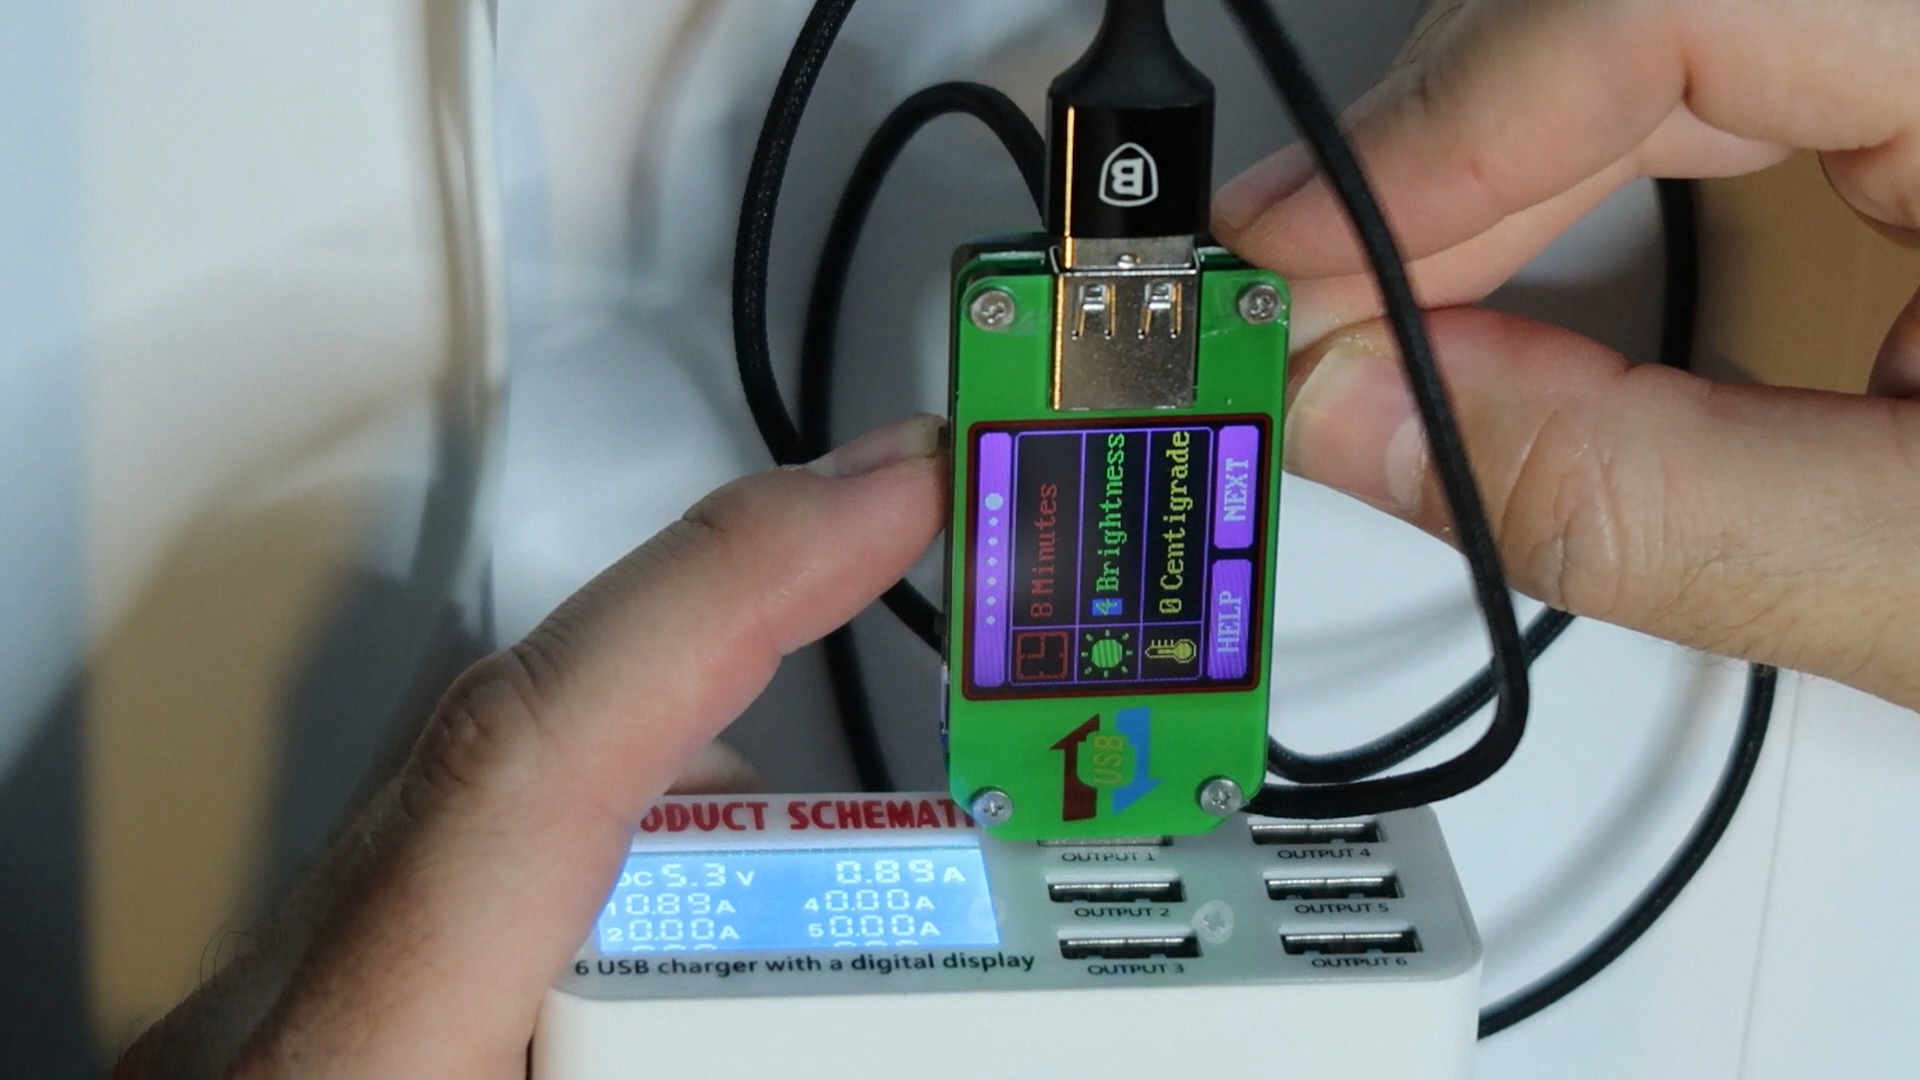 B
8 Minutes
4 Brightness
0 Centigrade
HELP NEXT
USB
ODUCT SCHEMATI
DC 5.3 V 0.89 A
1 0.89 A 4 0.00 A
2 0.00 A 5 0.00 A
6 USB charger with a digital display
OUTPUT 1
OUTPUT 2
OUTPUT 3
OUTPUT 4
OUTPUT 5
OUTPUT 6